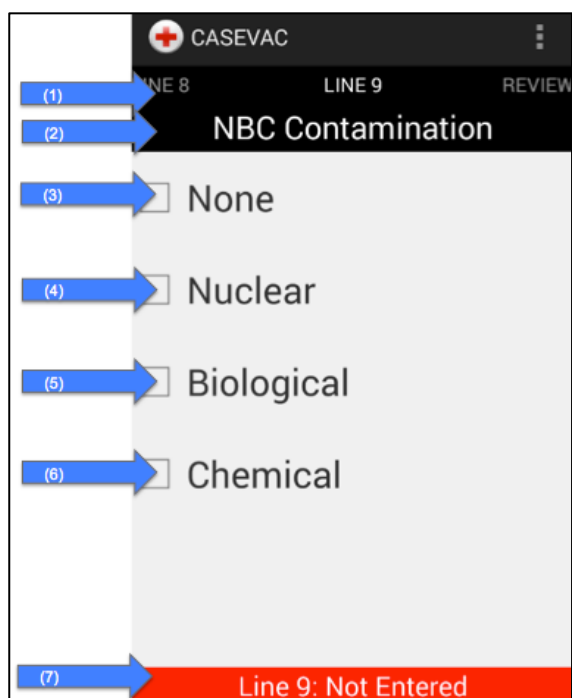 CASEVAC
(1) INE 8 LINE 9 REVIEW
(2) NBC Contamination
(3) None
(4) Nuclear
(5) Biological
(6) Chemical
(7) Line 9: Not Entered